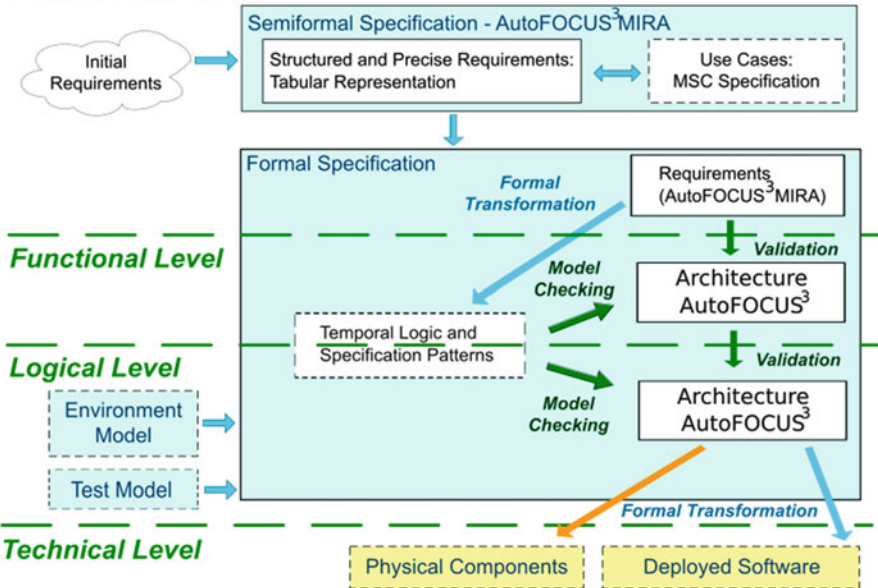 Semiformal Specification - AutoFOCUS³MIRA
Initial
Requirements
Structured and Precise Requirements:
Tabular Representation
Use Cases:
MSC Specification
Formal Specification
Requirements
(AutoFOCUS³MIRA)
Formal
Transformation
Validation
Functional Level
Model
Checking
Architecture
AutoFOCUS³
Temporal Logic and
Specification Patterns
Validation
Logical Level
Model
Checking
Architecture
AutoFOCUS³
Environment
Model
Test Model
Formal Transformation
Technical Level
Physical Components
Deployed Software